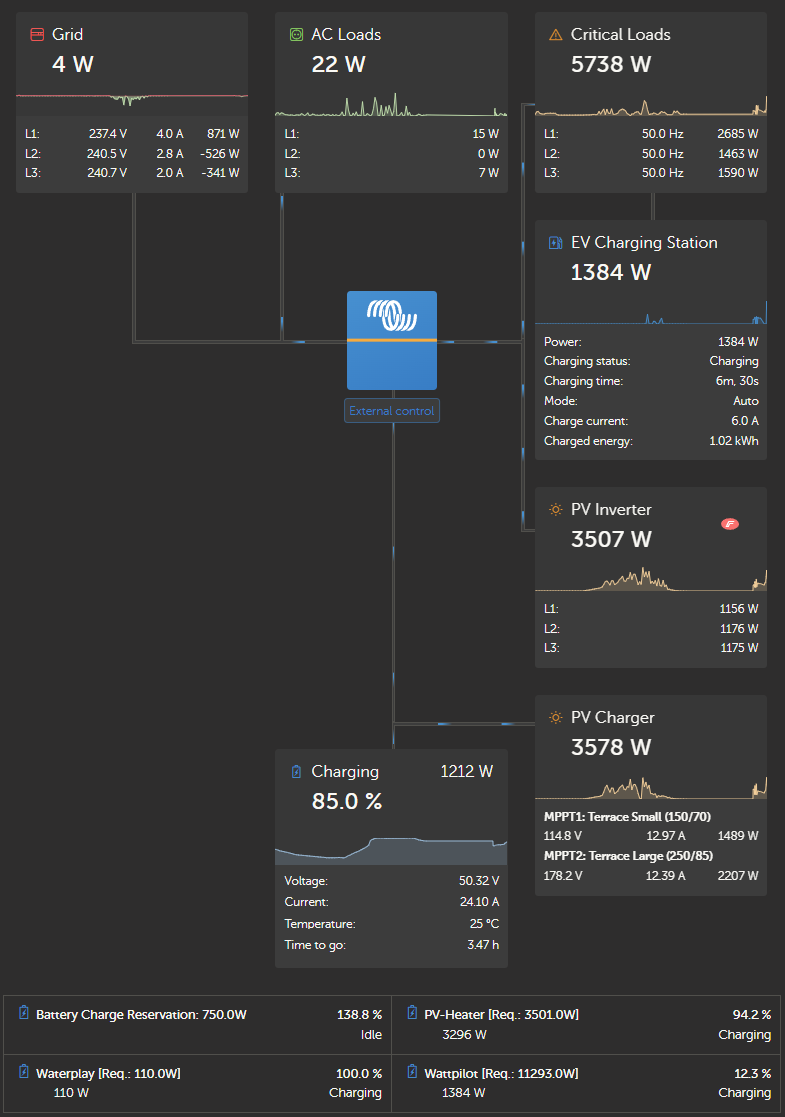 Grid
4 W
L1: 237.4 V 4.0 A 871 W
L2: 240.5 V 2.8 A -526 W
L3: 240.7 V 2.0 A -341 W
AC Loads
22 W
L1: 15 W
L2: 0 W
L3: 7 W
Critical Loads
5738 W
L1: 50.0 Hz 2685 W
L2: 50.0 Hz 1463 W
L3: 50.0 Hz 1590 W
EV Charging Station
1384 W
Power: 1384 W
Charging status: Charging
Charging time: 6m, 30s
Mode: Auto
Charge current: 6.0 A
Charged energy: 1.02 kWh
External control
PV Inverter
3507 W
L1: 1156 W
L2: 1176 W
L3: 1175 W
PV Charger
3578 W
MPPT1: Terrace Small (150/70)
114.8 V 12.97 A 1489 W
MPPT2: Terrace Large (250/85)
178.2 V 12.39 A 2207 W
Charging 1212 W
85.0 %
Voltage: 50.32 V
Current: 24.10 A
Temperature: 25 °C
Time to go: 3.47 h
Battery Charge Reservation: 750.0W 138.8 %
Idle
PV-Heater [Req.: 3501.0W] 94.2 %
3296 W Charging
Waterplay [Req.: 110.0W] 100.0 %
110 W Charging
Wattpilot [Req.: 11293.0W] 12.3 %
1384 W Charging